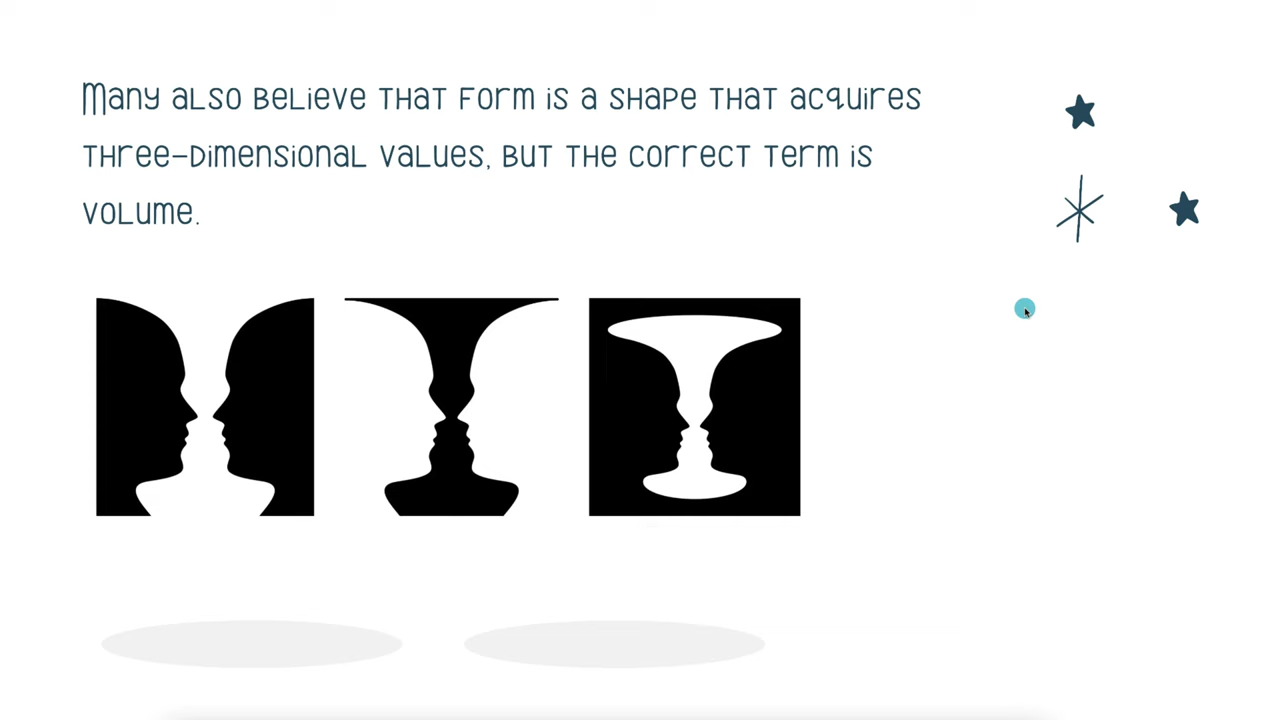 Many also believe that Form is a shape that acquires
three-dimensional values, but the correct term is
volume.